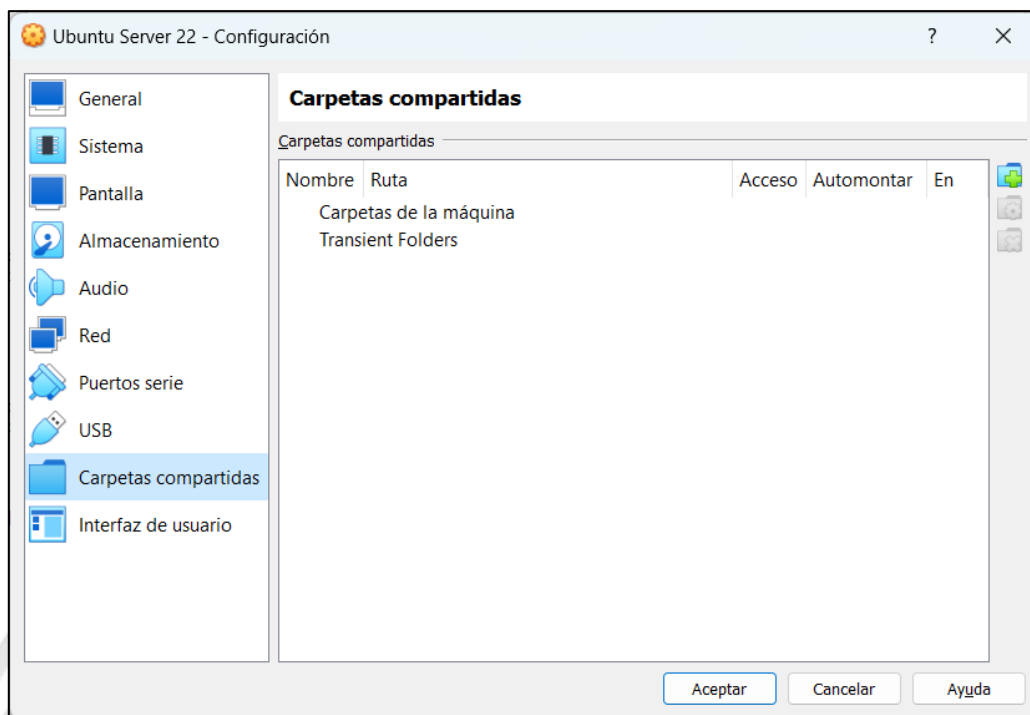 Ubuntu Server 22 - Configuración ?
General
Sistema
Pantalla
Almacenamiento
Audio
Red
Puertos serie
USB
Carpetas compartidas
Interfaz de usuario
Carpetas compartidas
Carpetas compartidas
Nombre Ruta Acceso Automontar En
Carpetas de la máquina
Transient Folders
Aceptar Cancelar Ayuda